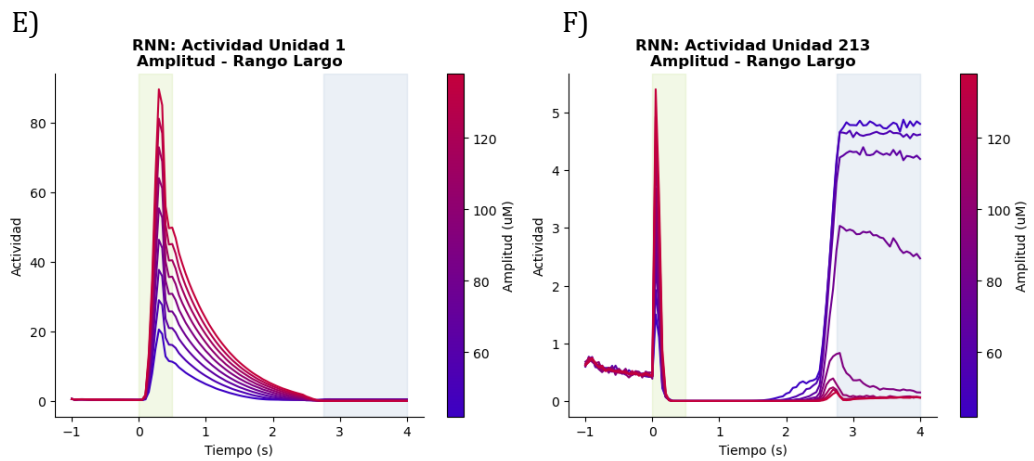 E)
RNN: Actividad Unidad 1
Amplitud - Rango Largo
Actividad
80
60
40
20
0
−1
0
1
2
3
4
Tiempo (s)
120
100
80
60
Amplitud (uM)
F)
RNN: Actividad Unidad 213
Amplitud - Rango Largo
Actividad
5
4
3
2
1
0
−1
0
1
2
3
4
Tiempo (s)
120
100
80
60
Amplitud (uM)